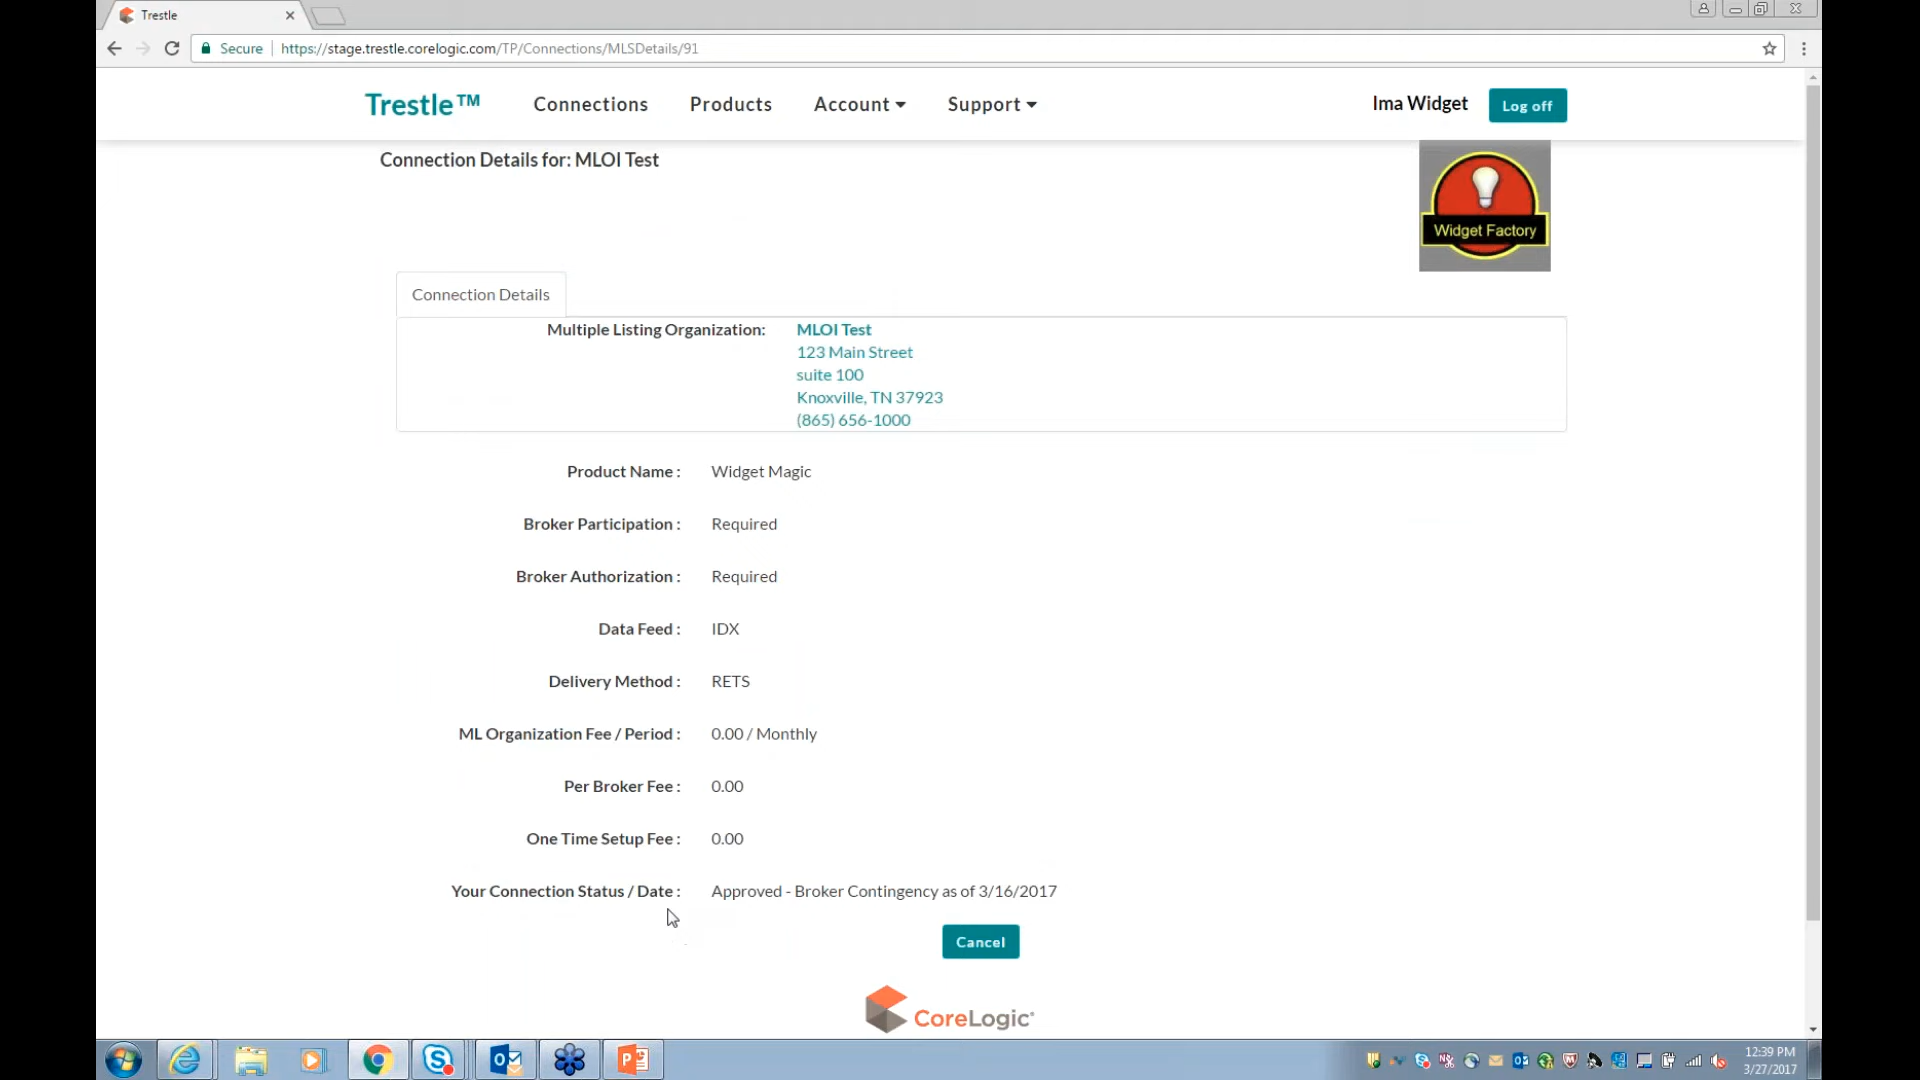 Trestle
Secure
https://stage.trestle.corelogic.com/TP/Connections/MLSDetails/91
Trestle™ Connections Products Account Support Ima Widget Log off
Connection Details for: MLOI Test
Widget Factory
Connection Details
Multiple Listing Organization: MLOI Test
123 Main Street
suite 100
Knoxville, TN 37923
(865) 656-1000
Product Name : Widget Magic
Broker Participation : Required
Broker Authorization : Required
Data Feed : IDX
Delivery Method : RETS
ML Organization Fee / Period : 0.00 / Monthly
Per Broker Fee : 0.00
One Time Setup Fee : 0.00
Your Connection Status / Date : Approved - Broker Contingency as of 3/16/2017
Cancel
CoreLogic
12:39 PM
3/27/2017